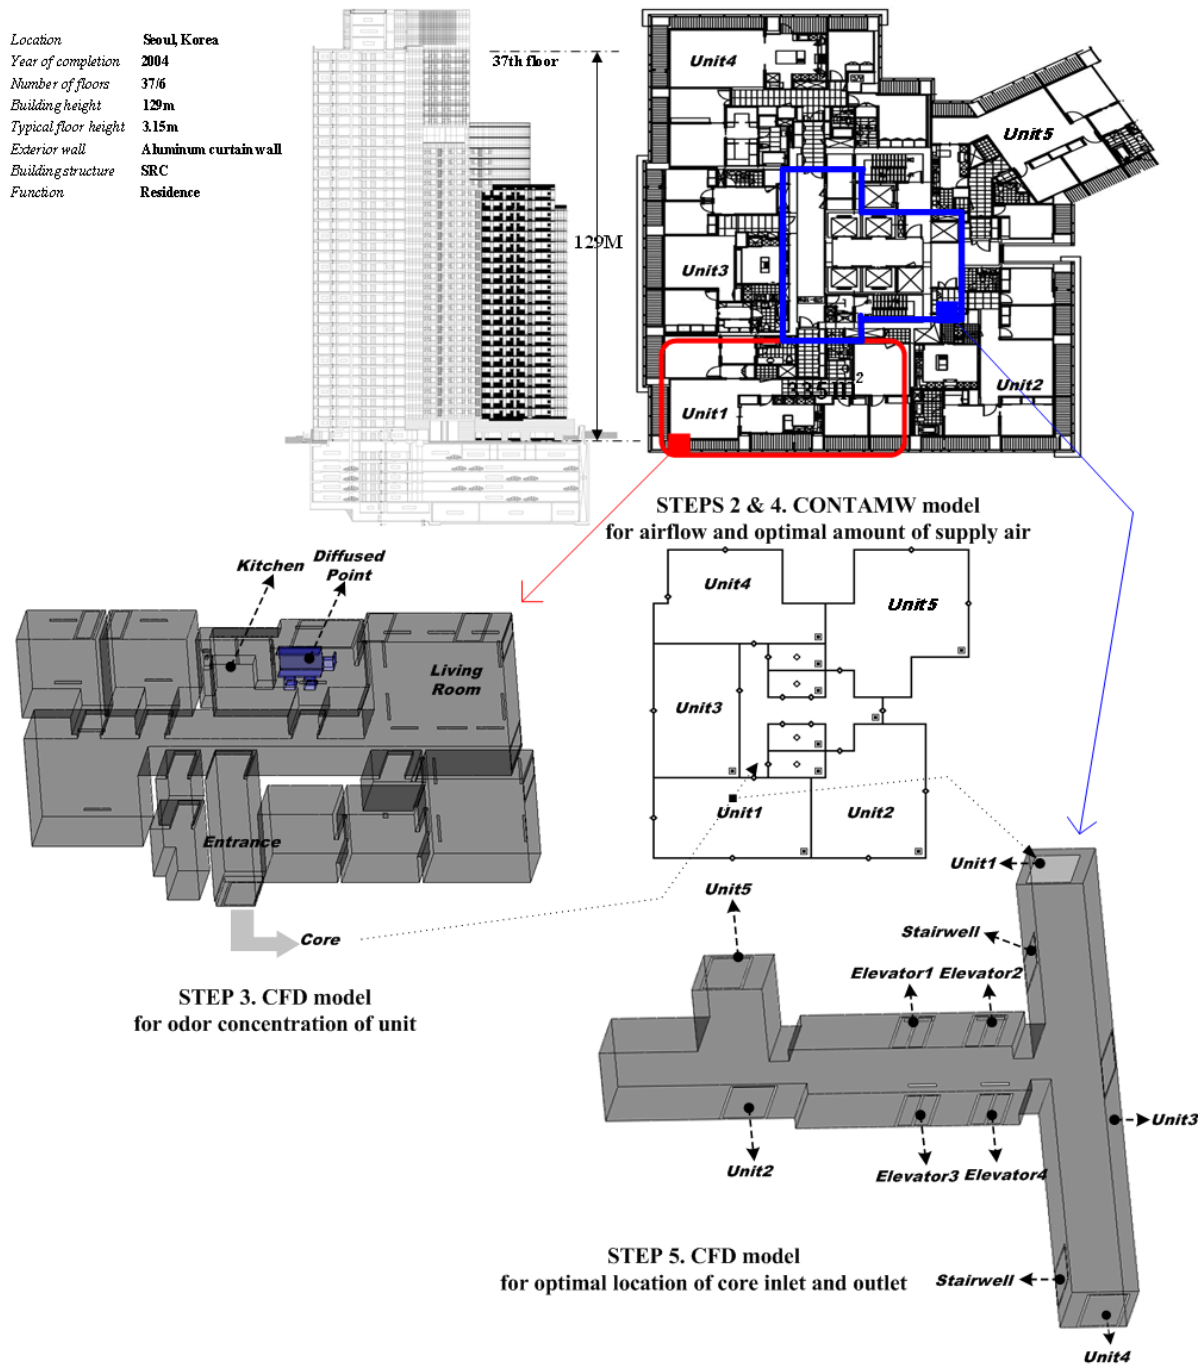 Location Seoul, Korea
Year of completion 2004
Number of floors 37/6
Building height 129m
Typical floor height 3.15m
Exterior wall Aluminum curtain wall
Building structure SRC
Function Residence
37th floor
129M
Unit4
Unit5
Unit3
335m²
Unit1
Unit2
STEPS 2 & 4. CONTAMW model
for airflow and optimal amount of supply air
Kitchen
Diffused
Point
Living
Room
Entrance
Core
STEP 3. CFD model
for odor concentration of unit
Unit4
Unit5
Unit3
Unit1
Unit2
Unit1
Unit5
Stairwell
Elevator1
Elevator2
Unit3
Unit2
Elevator3
Elevator4
Stairwell
Unit4
STEP 5. CFD model
for optimal location of core inlet and outlet